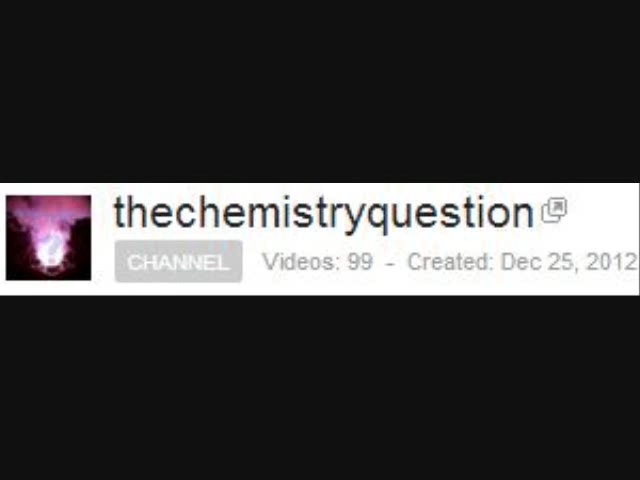 thechemistryquestion
CHANNEL Videos: 99 - Created: Dec 25, 2012